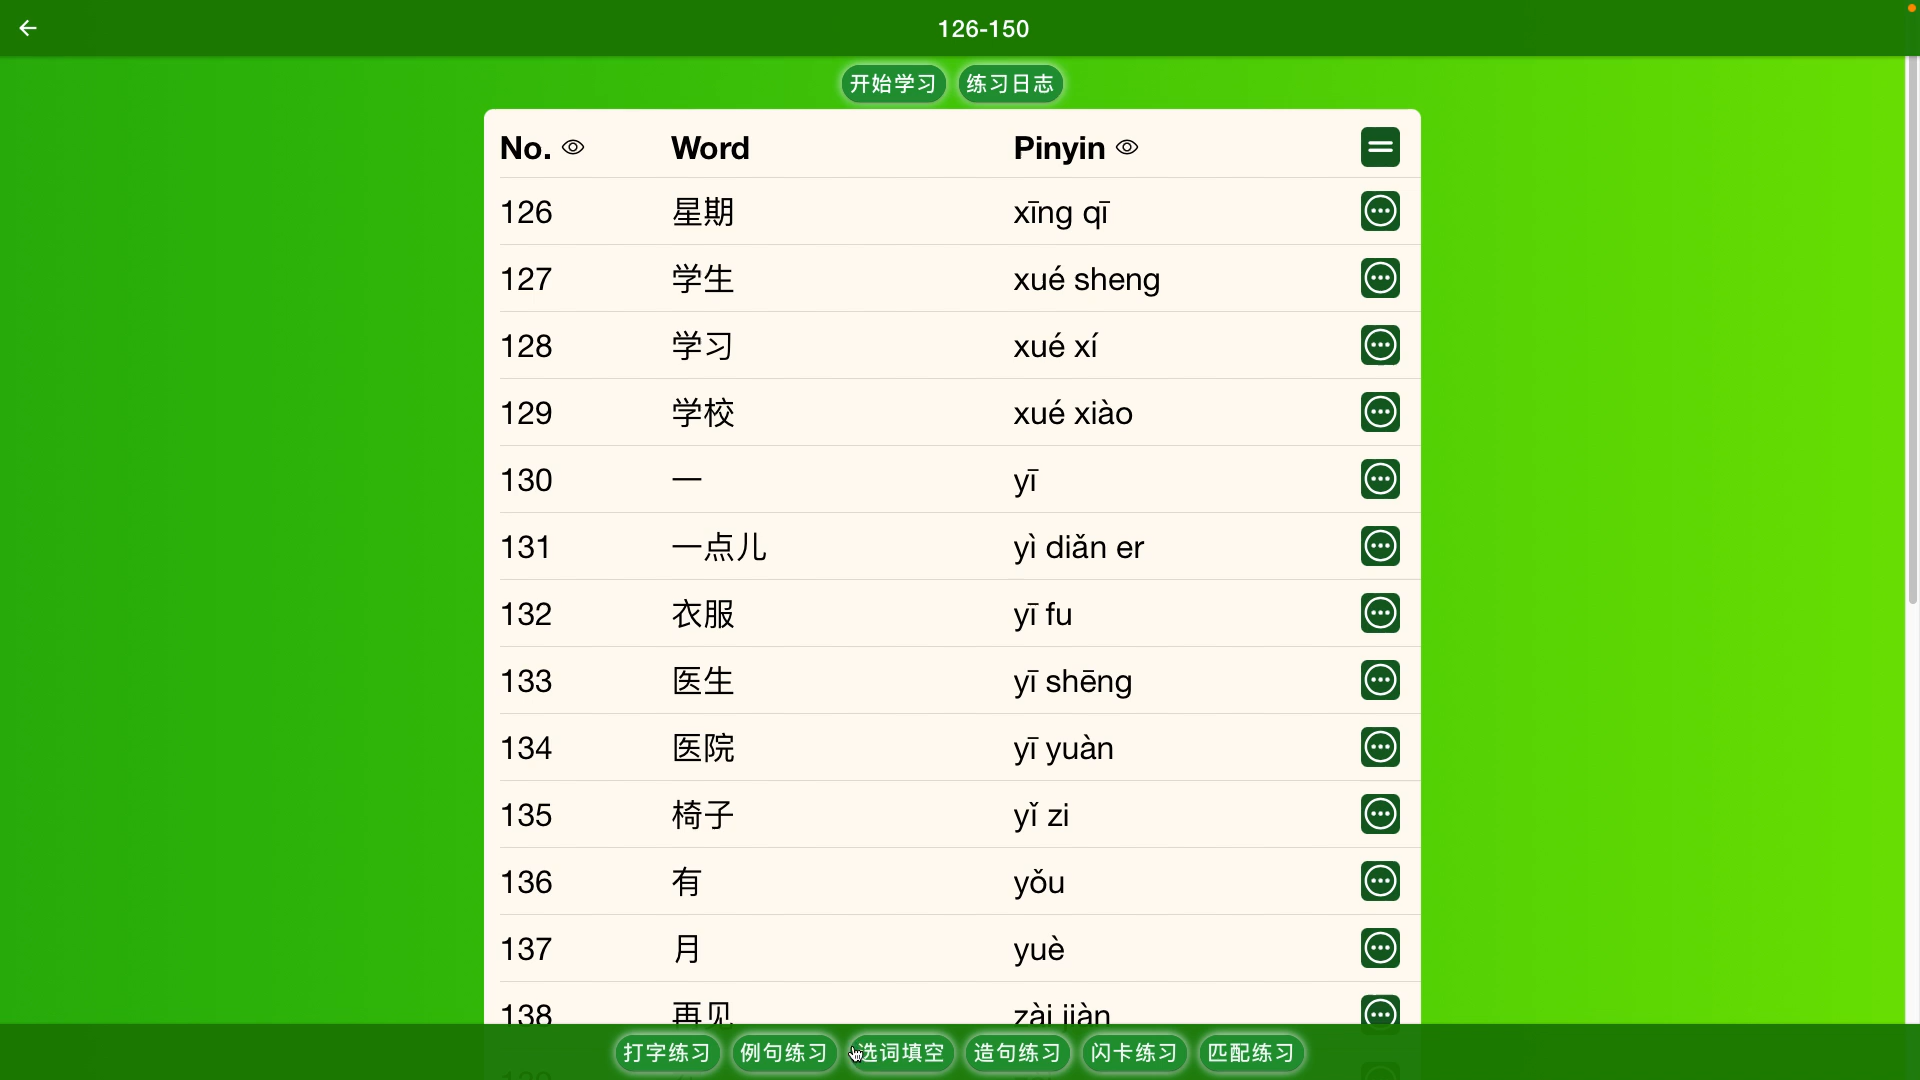 126-150
开始学习 练习日志
No. Word Pinyin
126 星期 xīng qī
127 学生 xué sheng
128 学习 xué xí
129 学校 xué xiào
130 一 yī
131 一点儿 yì diǎn er
132 衣服 yī fu
133 医生 yī shēng
134 医院 yī yuàn
135 椅子 yǐ zi
136 有 yǒu
137 月 yuè
138 再见 zài jiàn
打字练习 例句练习 选词填空 造句练习 闪卡练习 匹配练习